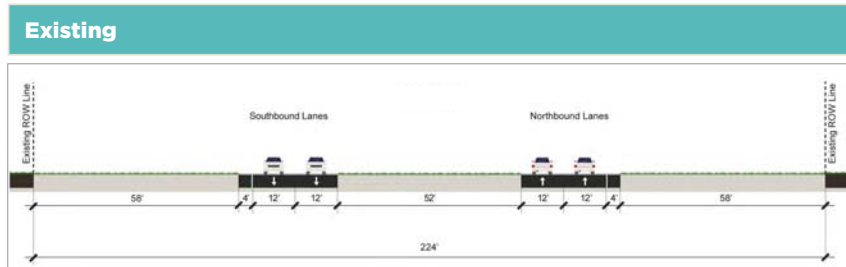 Existing
Existing ROW Line
Southbound Lanes
Northbound Lanes
Existing ROW Line
58' 4' 12' 12' 52' 12' 12' 4' 58'
224'